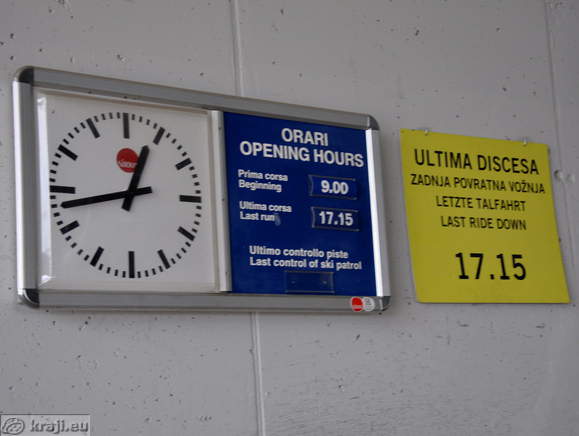 ORARI
OPENING HOURS
Prima corsa
Beginning
9.00
Ultima corsa
Last run
17.15
Ultimo controllo piste
Last control of ski patrol
ULTIMA DISCESA
ZADNJA POVRATNA VOŽNJA
LETZTE TALFAHRT
LAST RIDE DOWN
17.15
kraji.eu